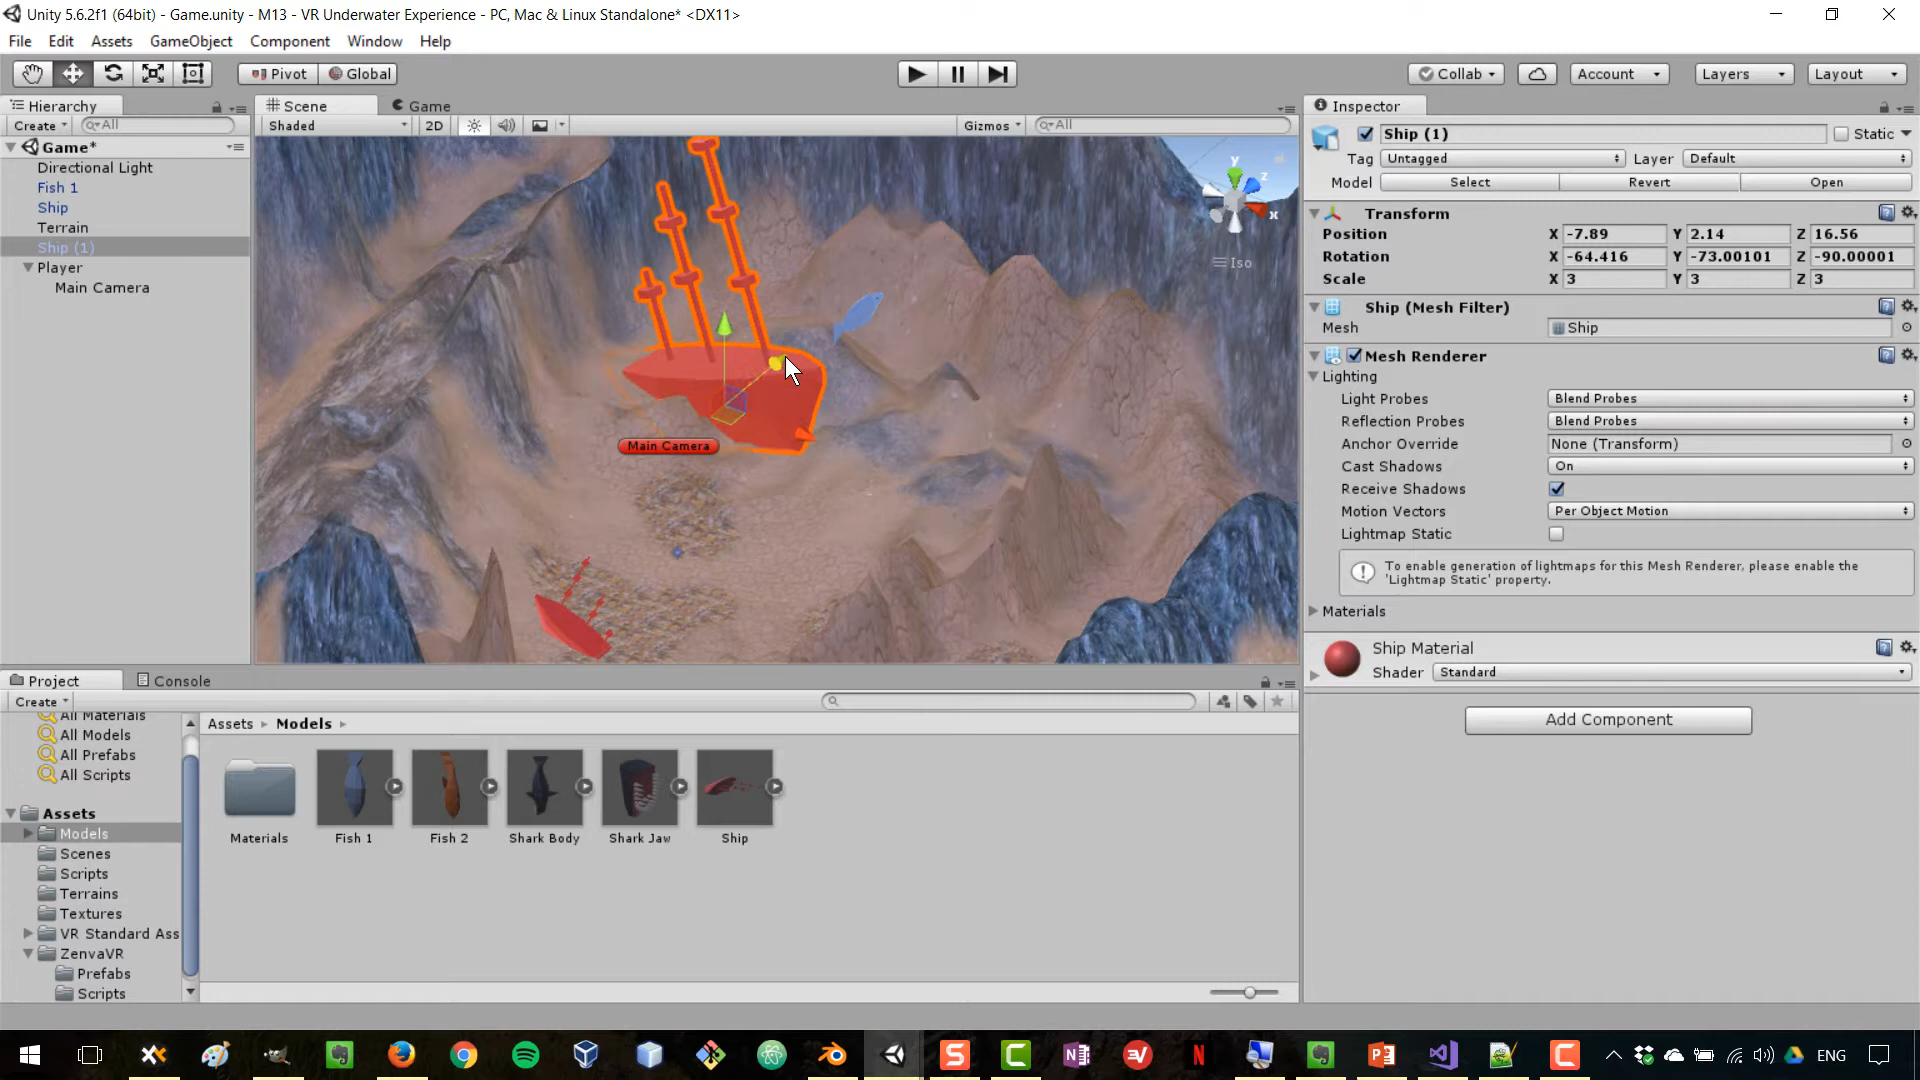 Unity 5.6.2f1 (64bit) - Game.unity - M13 - VR Underwater Experience - PC, Mac & Linux Standalone* <DX11>
File Edit Assets GameObject Component Window Help
Pivot Global
Collab Account Layers Layout
Hierarchy
Create All
Game*
Directional Light
Fish 1
Ship
Terrain
Ship (1)
Player
Main Camera
Scene Game
Shaded 2D Gizmos All
y
z
x
Iso
Main Camera
Inspector
Ship (1) Static
Tag Untagged Layer Default
Model Select Revert Open
Transform
Position X -7.89 Y 2.14 Z 16.56
Rotation X -64.416 Y -73.00101 Z -90.00001
Scale X 3 Y 3 Z 3
Ship (Mesh Filter)
Mesh Ship
Mesh Renderer
Lighting
Light Probes Blend Probes
Reflection Probes Blend Probes
Anchor Override None (Transform)
Cast Shadows On
Receive Shadows
Motion Vectors Per Object Motion
Lightmap Static
To enable generation of lightmaps for this Mesh Renderer, please enable the
'Lightmap Static' property.
Materials
Ship Material
Shader Standard
Add Component
Project Console
Create
All Materials
All Models
All Prefabs
All Scripts
Assets
Models
Scenes
Scripts
Terrains
Textures
VR Standard Ass
ZenvaVR
Prefabs
Scripts
Assets Models
Materials Fish 1 Fish 2 Shark Body Shark Jaw Ship
ENG